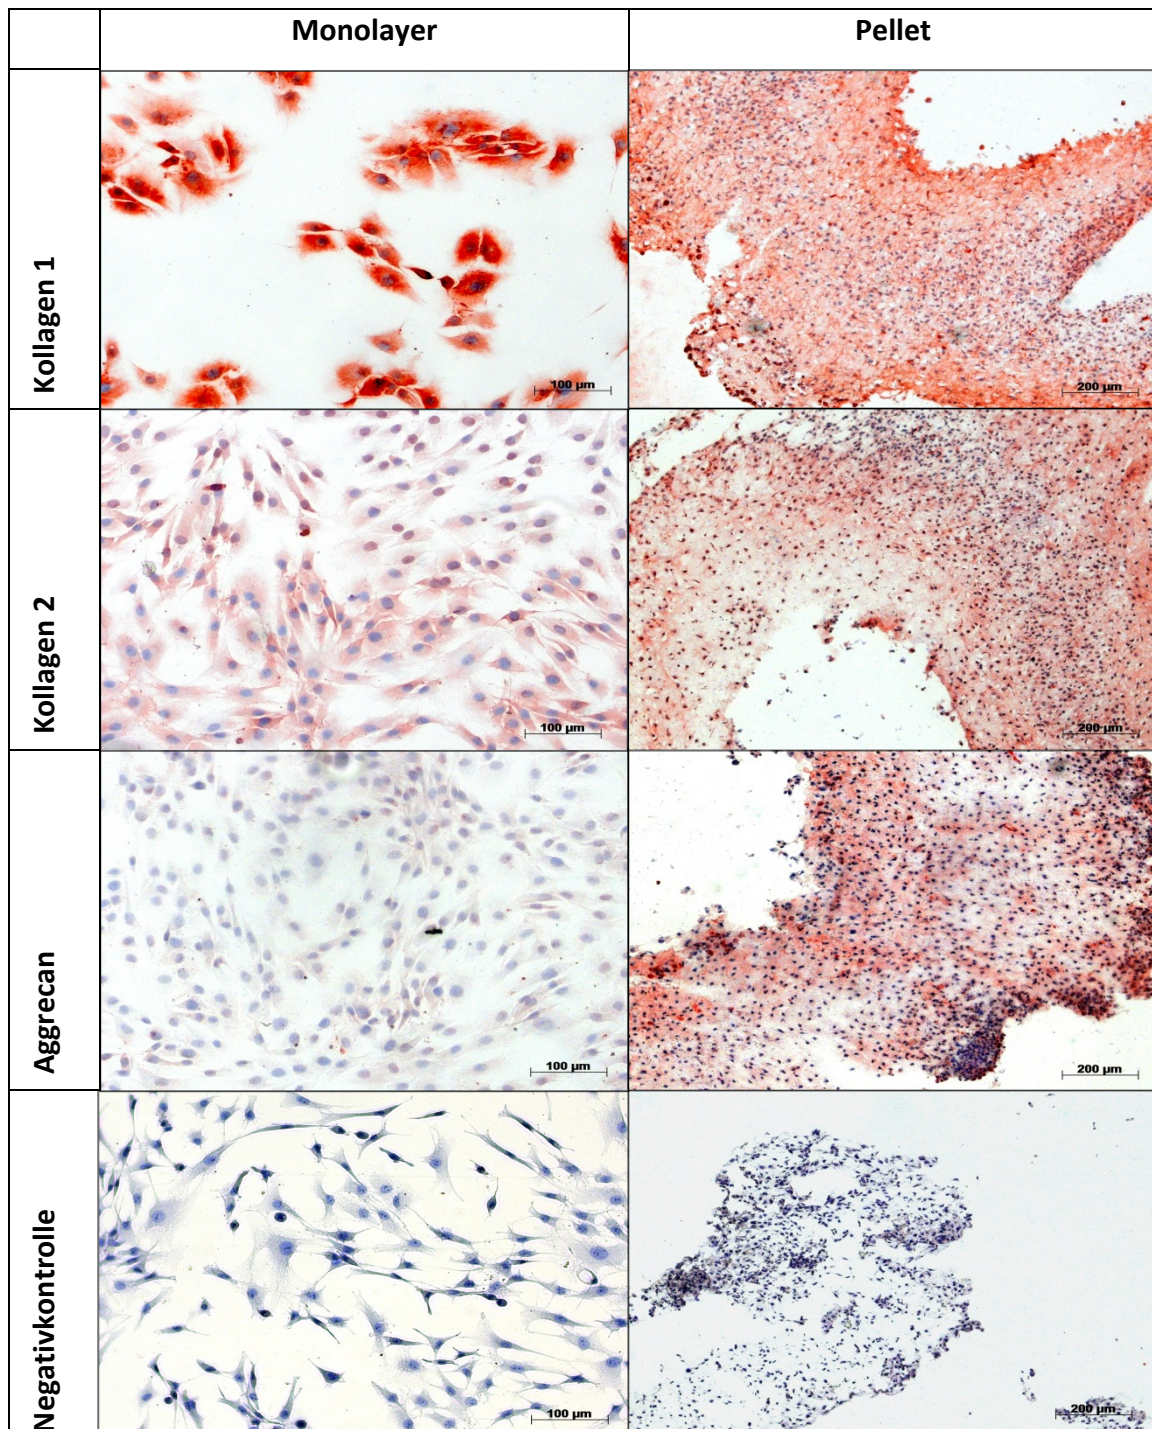 Monolayer Pellet
Kollagen 1
100 µm
200 µm
Kollagen 2
100 µm
200 µm
Aggrecan
100 µm
200 µm
Negativkontrolle
100 µm
200 µm